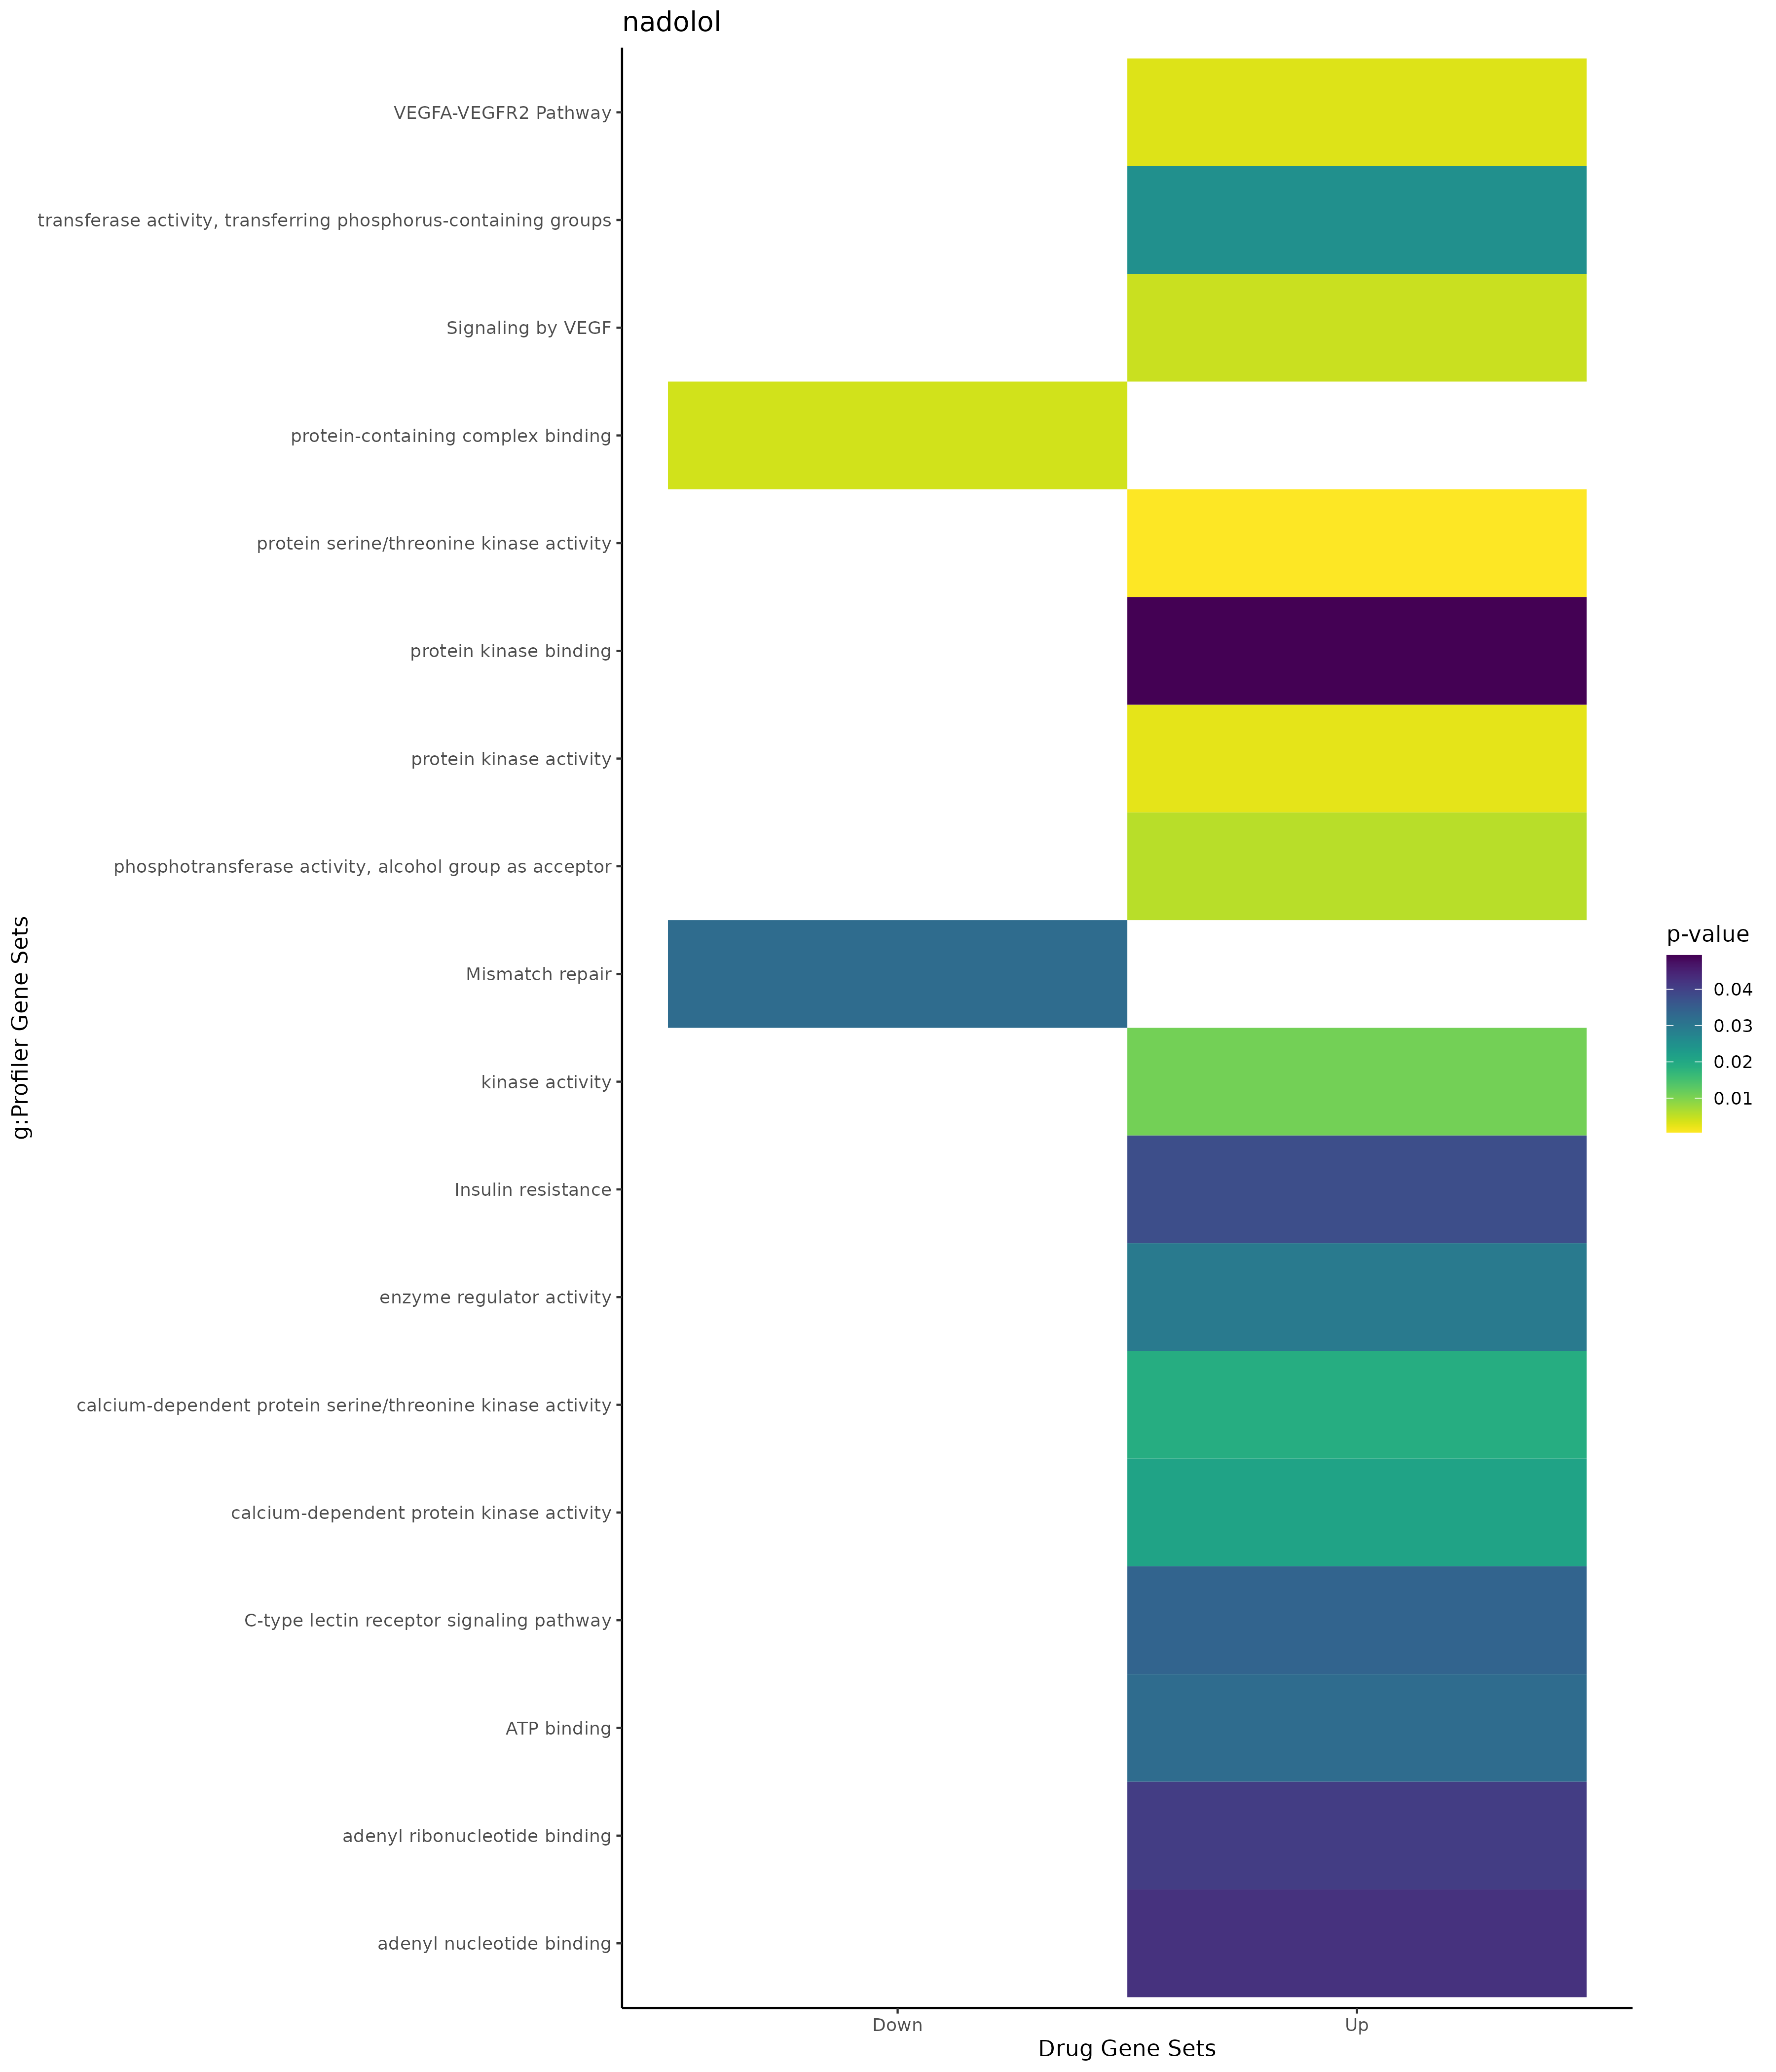 nadolol
VEGFA-VEGFR2 Pathway
transferase activity, transferring phosphorus-containing groups
Signaling by VEGF
protein-containing complex binding
protein serine/threonine kinase activity
protein kinase binding
protein kinase activity
phosphotransferase activity, alcohol group as acceptor
Mismatch repair
kinase activity
Insulin resistance
enzyme regulator activity
calcium-dependent protein serine/threonine kinase activity
calcium-dependent protein kinase activity
C-type lectin receptor signaling pathway
ATP binding
adenyl ribonucleotide binding
adenyl nucleotide binding
g:Profiler Gene Sets
Down
Up
Drug Gene Sets
p-value
0.04
0.03
0.02
0.01